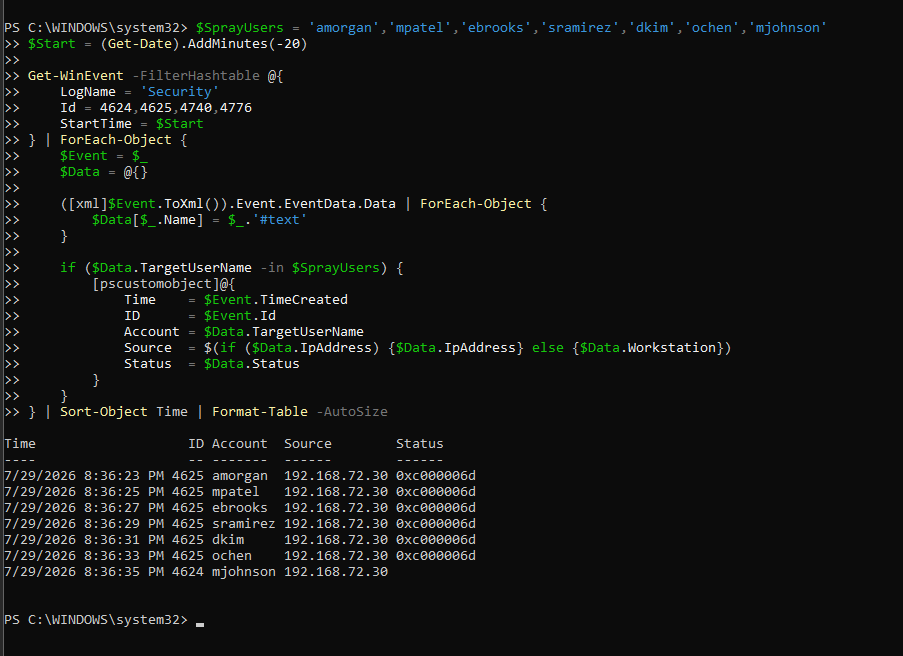 PS C:\WINDOWS\system32> $SprayUsers = 'amorgan','mpatel','ebrooks','sramirez','dkim','ochen','mjohnson'
>> $Start = (Get-Date).AddMinutes(-20)
>>
>> Get-WinEvent -FilterHashtable @{
>>     LogName = 'Security'
>>     Id = 4624,4625,4740,4776
>>     StartTime = $Start
>> } | ForEach-Object {
>>     $Event = $_
>>     $Data = @{}
>>
>>     ([xml]$Event.ToXml()).Event.EventData.Data | ForEach-Object {
>>         $Data[$_.Name] = $_.'#text'
>>     }
>>
>>     if ($Data.TargetUserName -in $SprayUsers) {
>>         [pscustomobject]@{
>>             Time    = $Event.TimeCreated
>>             ID      = $Event.Id
>>             Account = $Data.TargetUserName
>>             Source  = $(if ($Data.IpAddress) {$Data.IpAddress} else {$Data.Workstation})
>>             Status  = $Data.Status
>>         }
>>     }
>> } | Sort-Object Time | Format-Table -AutoSize
Time                   ID Account  Source        Status
----                   -- -------  ------        ------
7/29/2026 8:36:23 PM 4625 amorgan  192.168.72.30 0xc000006d
7/29/2026 8:36:25 PM 4625 mpatel   192.168.72.30 0xc000006d
7/29/2026 8:36:27 PM 4625 ebrooks  192.168.72.30 0xc000006d
7/29/2026 8:36:29 PM 4625 sramirez 192.168.72.30 0xc000006d
7/29/2026 8:36:31 PM 4625 dkim     192.168.72.30 0xc000006d
7/29/2026 8:36:33 PM 4625 ochen    192.168.72.30 0xc000006d
7/29/2026 8:36:35 PM 4624 mjohnson 192.168.72.30
PS C:\WINDOWS\system32>